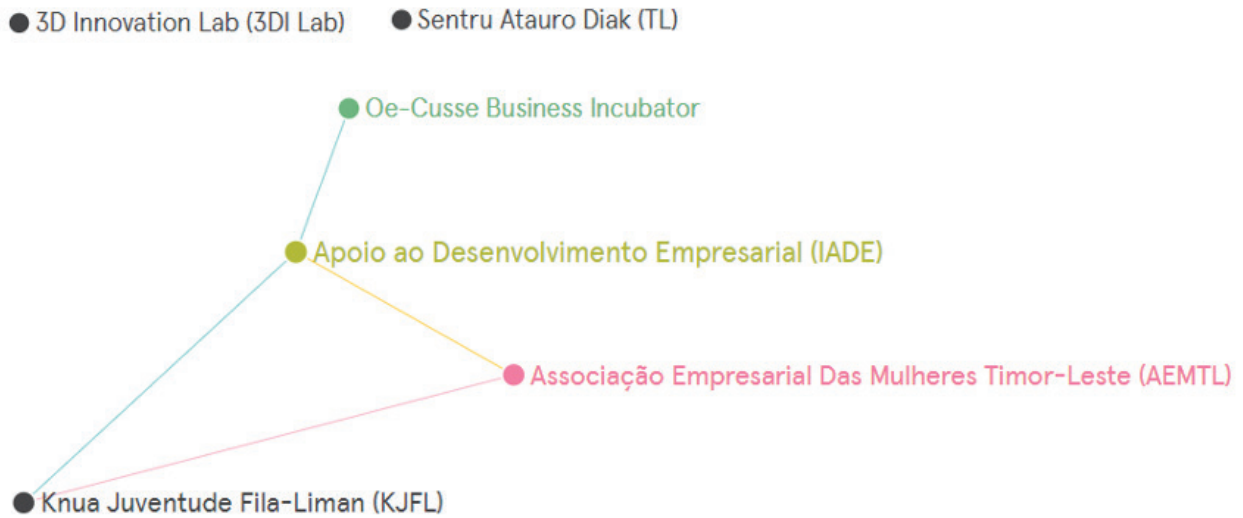 3D Innovation Lab (3DI Lab)
Sentru Atauro Diak (TL)
Oe-Cusse Business Incubator
Apoio ao Desenvolvimento Empresarial (IADE)
Associação Empresarial Das Mulheres Timor-Leste (AEMTL)
Knua Juventude Fila-Liman (KJFL)